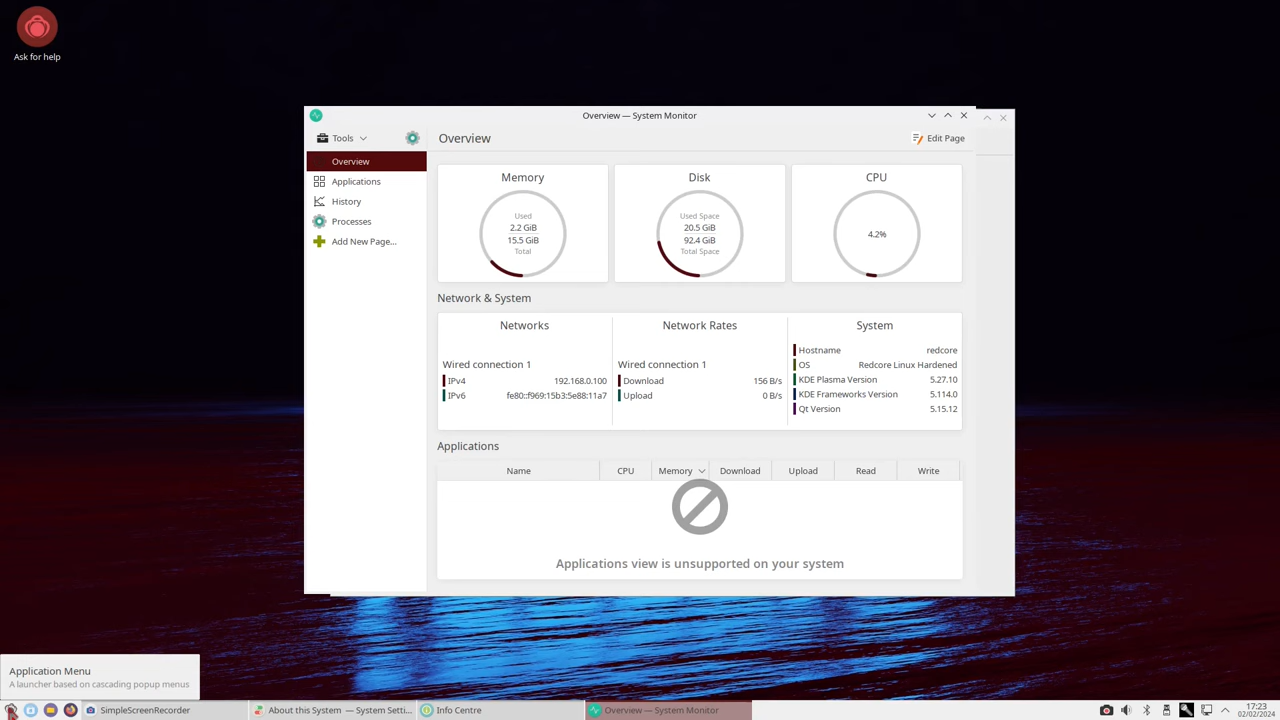 Ask for help
Overview — System Monitor
Tools
Overview
Edit Page
Overview
Applications
History
Processes
Add New Page...
Memory
Used
2.2 GiB
15.5 GiB
Total
Disk
Used Space
20.5 GiB
92.4 GiB
Total Space
CPU
4.2%
Network & System
Networks
Wired connection 1
IPv4 192.168.0.100
IPv6 fe80::f969:15b3:5e88:11a7
Network Rates
Wired connection 1
Download 156 B/s
Upload 0 B/s
System
Hostname redcore
OS Redcore Linux Hardened
KDE Plasma Version 5.27.10
KDE Frameworks Version 5.114.0
Qt Version 5.15.12
Applications
Name CPU Memory Download Upload Read Write
Applications view is unsupported on your system
Application Menu
A launcher based on cascading popup menus
SimpleScreenRecorder
About this System — System Setti...
Info Centre
Overview — System Monitor
17:23
02/02/2024